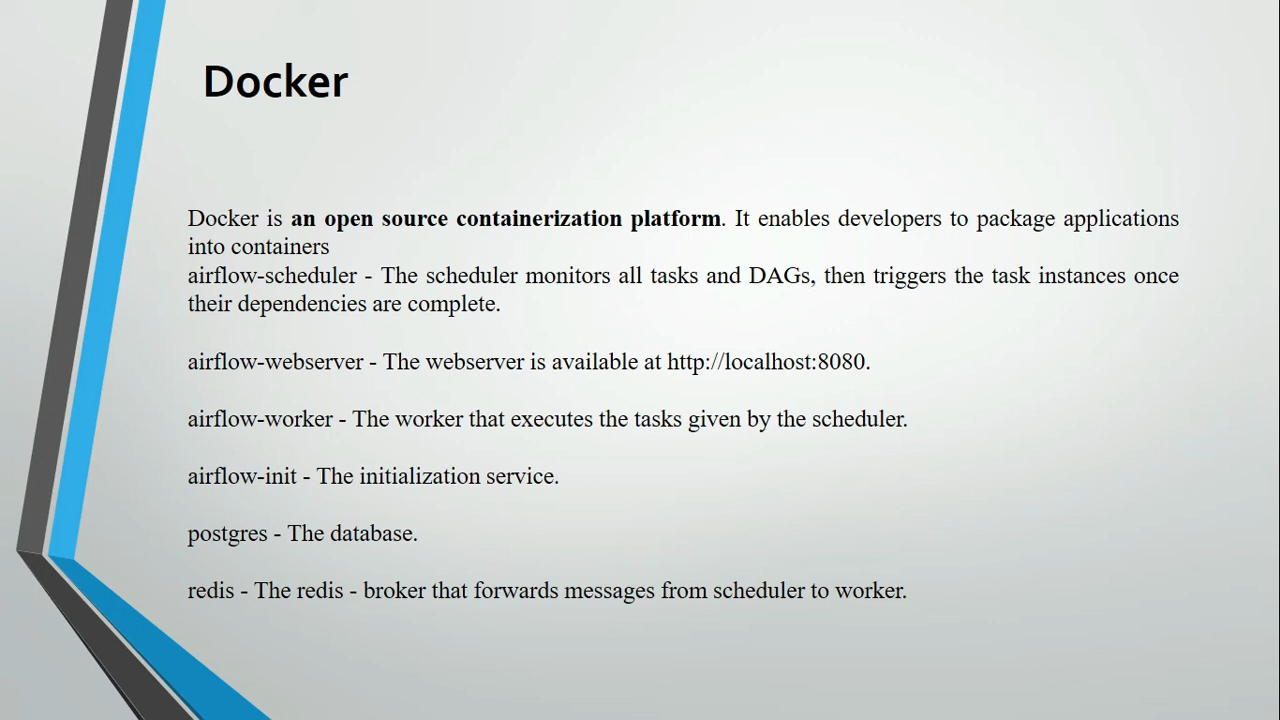 Docker
Docker is an open source containerization platform. It enables developers to package applications
into containers
airflow-scheduler - The scheduler monitors all tasks and DAGs, then triggers the task instances once
their dependencies are complete.
airflow-webserver - The webserver is available at http://localhost:8080.
airflow-worker - The worker that executes the tasks given by the scheduler.
airflow-init - The initialization service.
postgres - The database.
redis - The redis - broker that forwards messages from scheduler to worker.